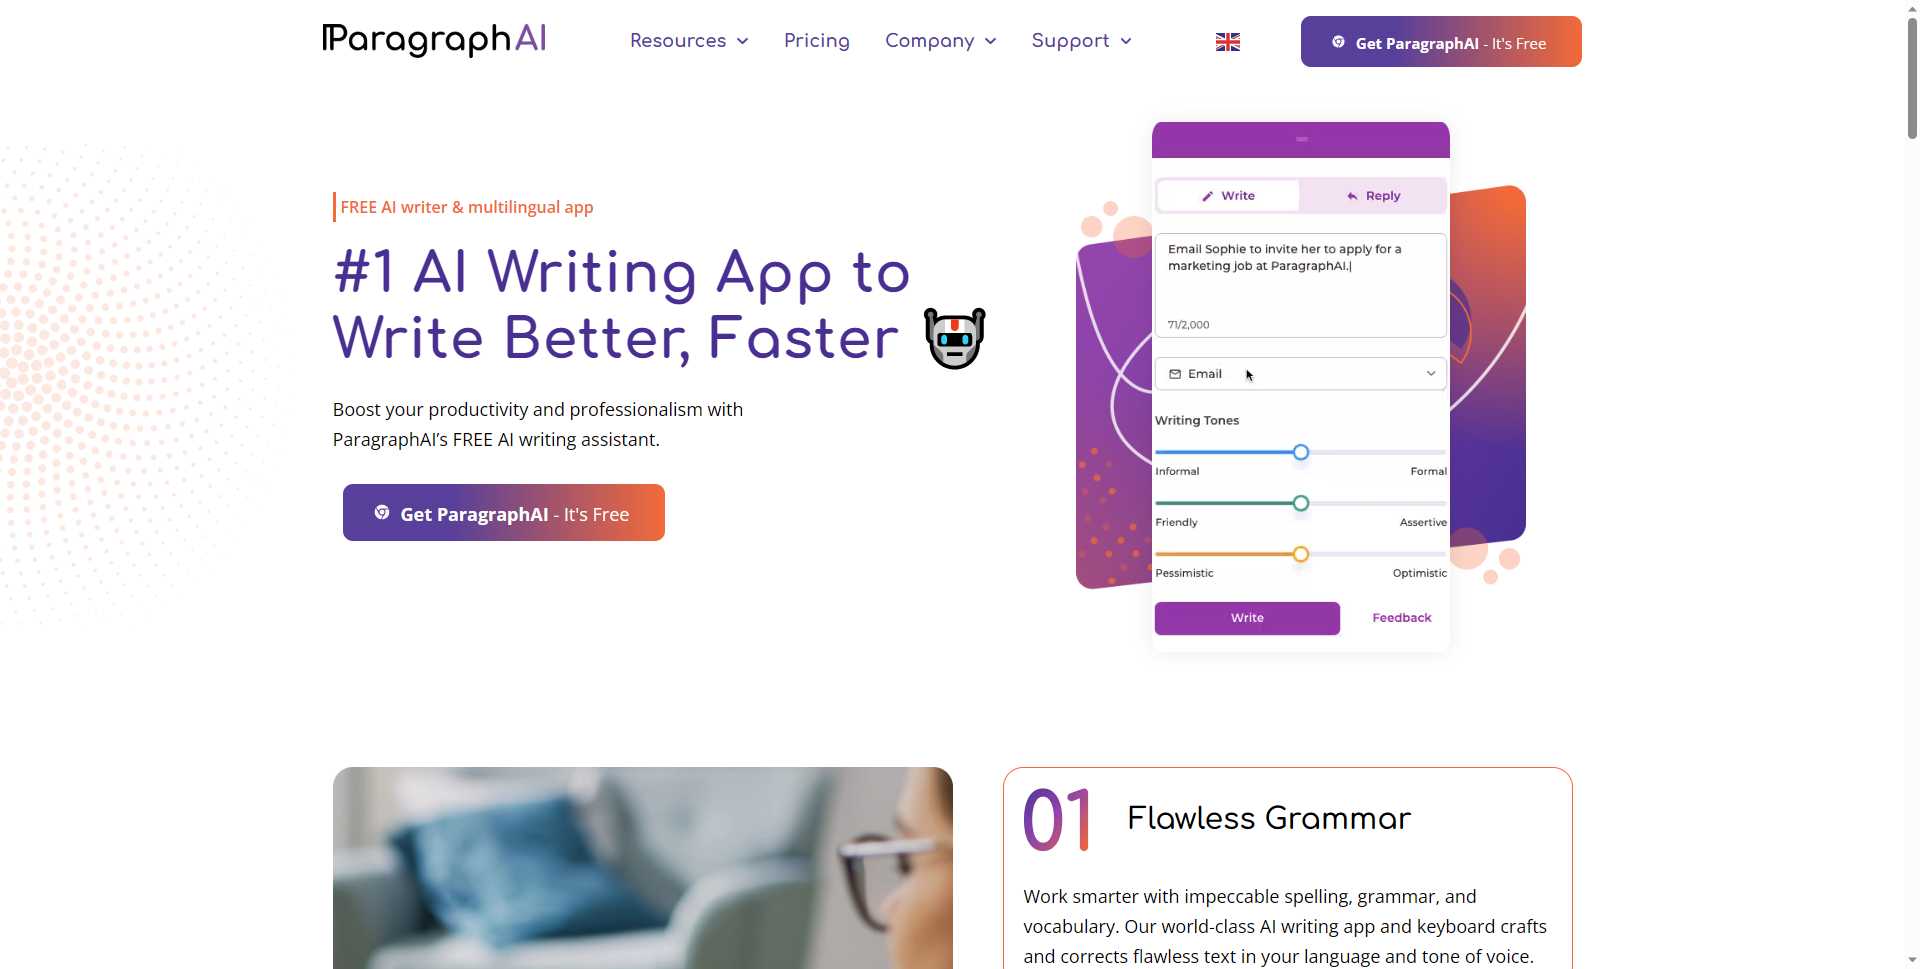 ParagraphAI
Resources
Pricing
Company
Support
Get ParagraphAI - It's Free
FREE AI writer & multilingual app
#1 AI Writing App to
Write Better, Faster
Boost your productivity and professionalism with
ParagraphAI’s FREE AI writing assistant.
Get ParagraphAI - It's Free
Write
Reply
Email Sophie to invite her to apply for a
marketing job at ParagraphAI.
71/2,000
Email
Writing Tones
Informal
Formal
Friendly
Assertive
Pessimistic
Optimistic
Write
Feedback
01
Flawless Grammar
Work smarter with impeccable spelling, grammar, and
vocabulary. Our world-class AI writing app and keyboard crafts
and corrects flawless text in your language and tone of voice.